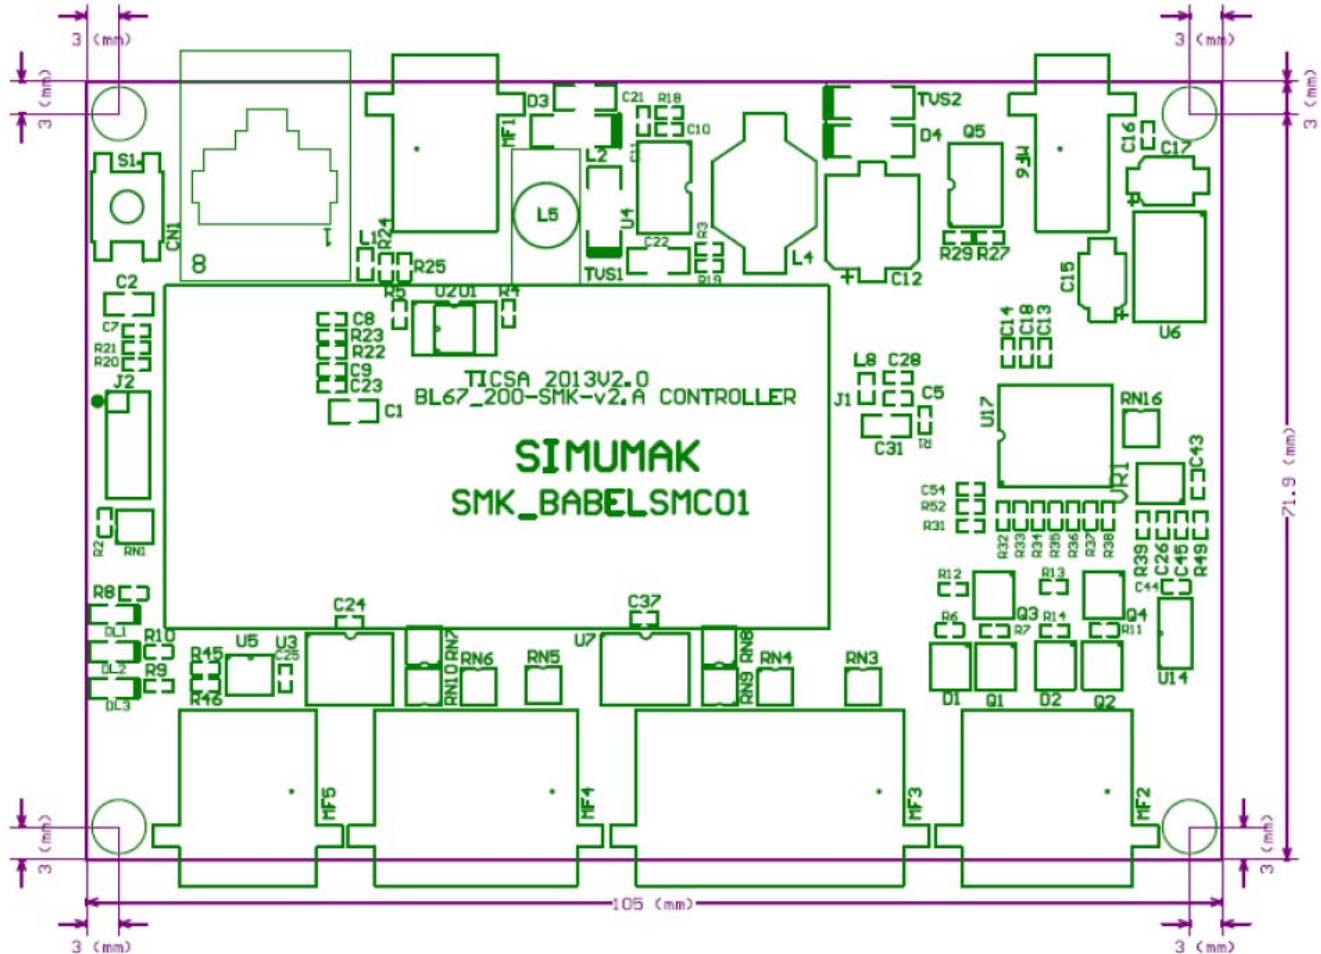 3 (mm)
3 (mm)
3 (mm)
3 (mm)
D3
C21
R18
TVS2
C10
MF1
C11
L2
D4
Q5
MF6
C16
C17
S1
CN1
1
8
L5
U4
R3
C22
R19
TVS1
L4
C12
R29
R27
C15
U6
L1
R24
R25
C2
R5
U2
U1
R4
C7
R21
R20
J2
C8
R23
R22
C9
C23
C1
TICSA 2013V2.0
BL67_200-SMK-v2.A CONTROLLER
SIMUMAK
SMK_BABELSMC01
C14
C18
C13
L8
C28
J1
C5
R1
C31
U17
RN16
VR1
C43
C54
R52
R31
R32
R33
R34
R35
R36
R37
R38
R39
C26
C45
R49
71.9 (mm)
R2
RN1
R8
DL1
R10
DL2
R9
DL3
R45
R46
U5
U3
C24
RN7
RN10
RN6
RN5
U7
C37
RN8
RN9
RN4
RN3
R12
R13
C44
Q3
Q4
R6
R7
R14
R11
U14
D1
Q1
D2
Q2
MF5
MF4
MF3
MF2
3 (mm)
3 (mm)
105 (mm)
3 (mm)
3 (mm)